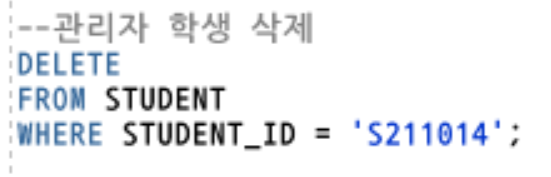 --관리자 학생 삭제
DELETE
FROM STUDENT
WHERE STUDENT_ID = 'S211014';